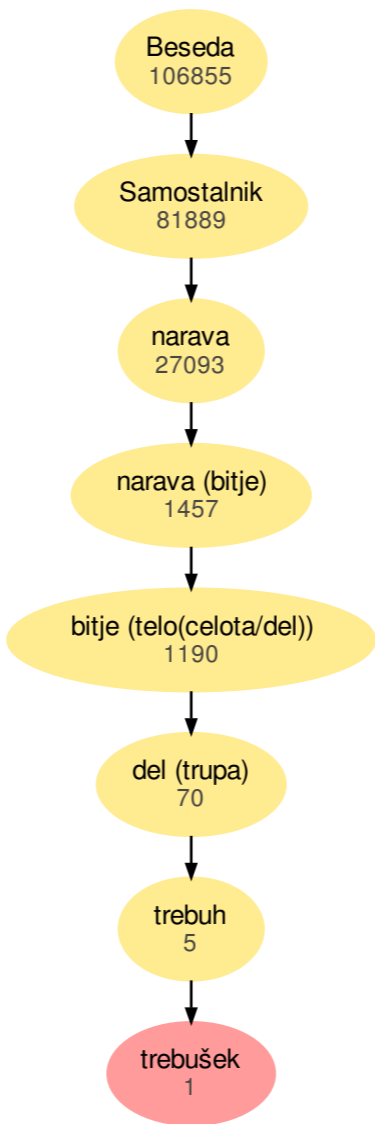 Beseda
106855
Samostalnik
81889
narava
27093
narava (bitje)
1457
bitje (telo(celota/del))
1190
del (trupa)
70
trebuh
5
trebušek
1